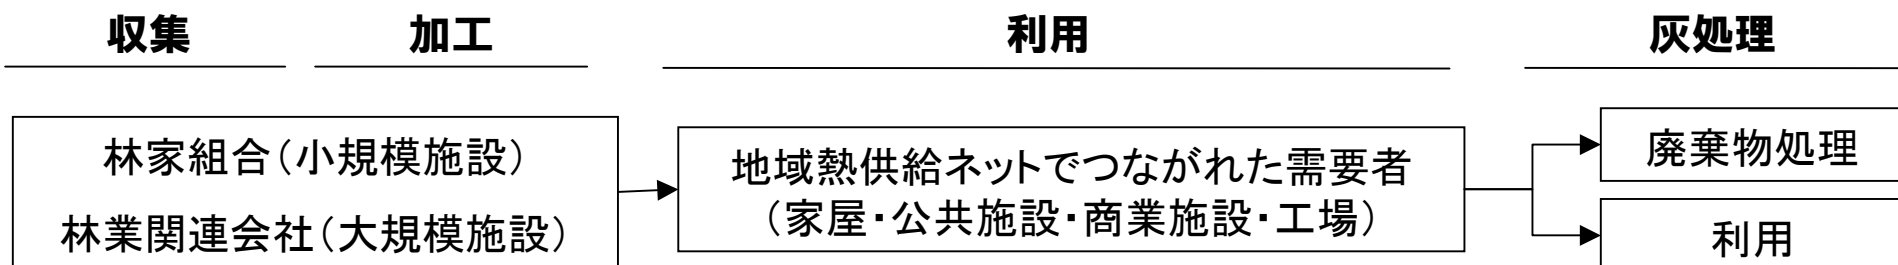 収集
加工
利用
灰処理
林家組合(小規模施設)
林業関連会社(大規模施設)
地域熱供給ネットでつながれた需要者
(家屋・公共施設・商業施設・工場)
廃棄物処理
利用